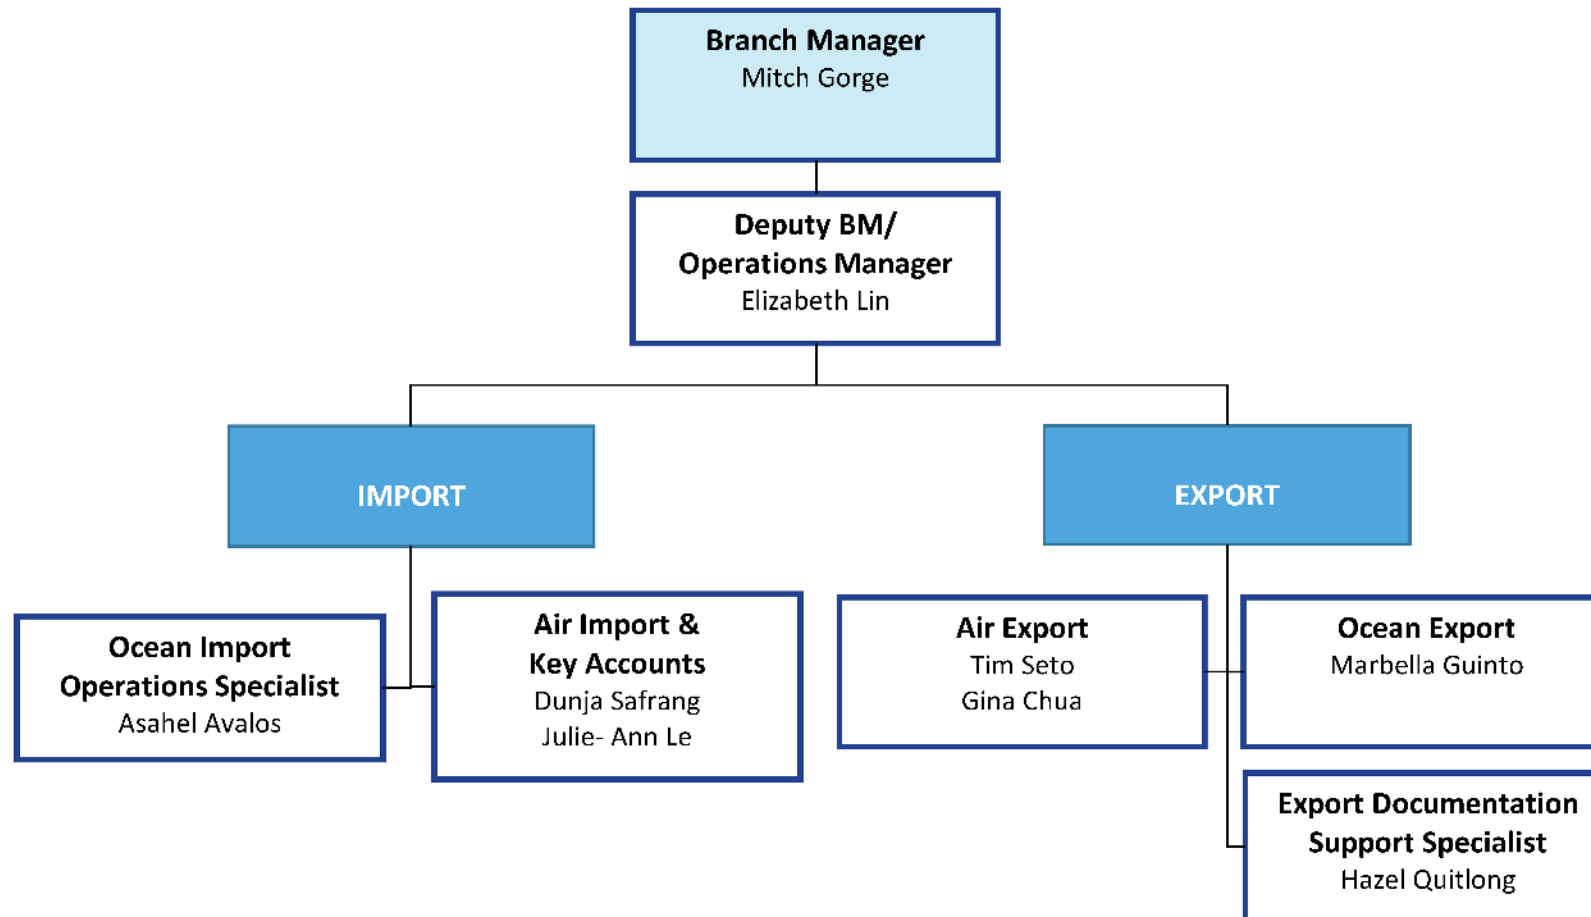 Branch Manager
Mitch Gorge
Deputy BM/
Operations Manager
Elizabeth Lin
IMPORT
EXPORT
Ocean Import
Operations Specialist
Asahel Avalos
Air Import &
Key Accounts
Dunja Safrang
Julie- Ann Le
Air Export
Tim Seto
Gina Chua
Ocean Export
Marbella Guinto
Export Documentation
Support Specialist
Hazel Quitlong